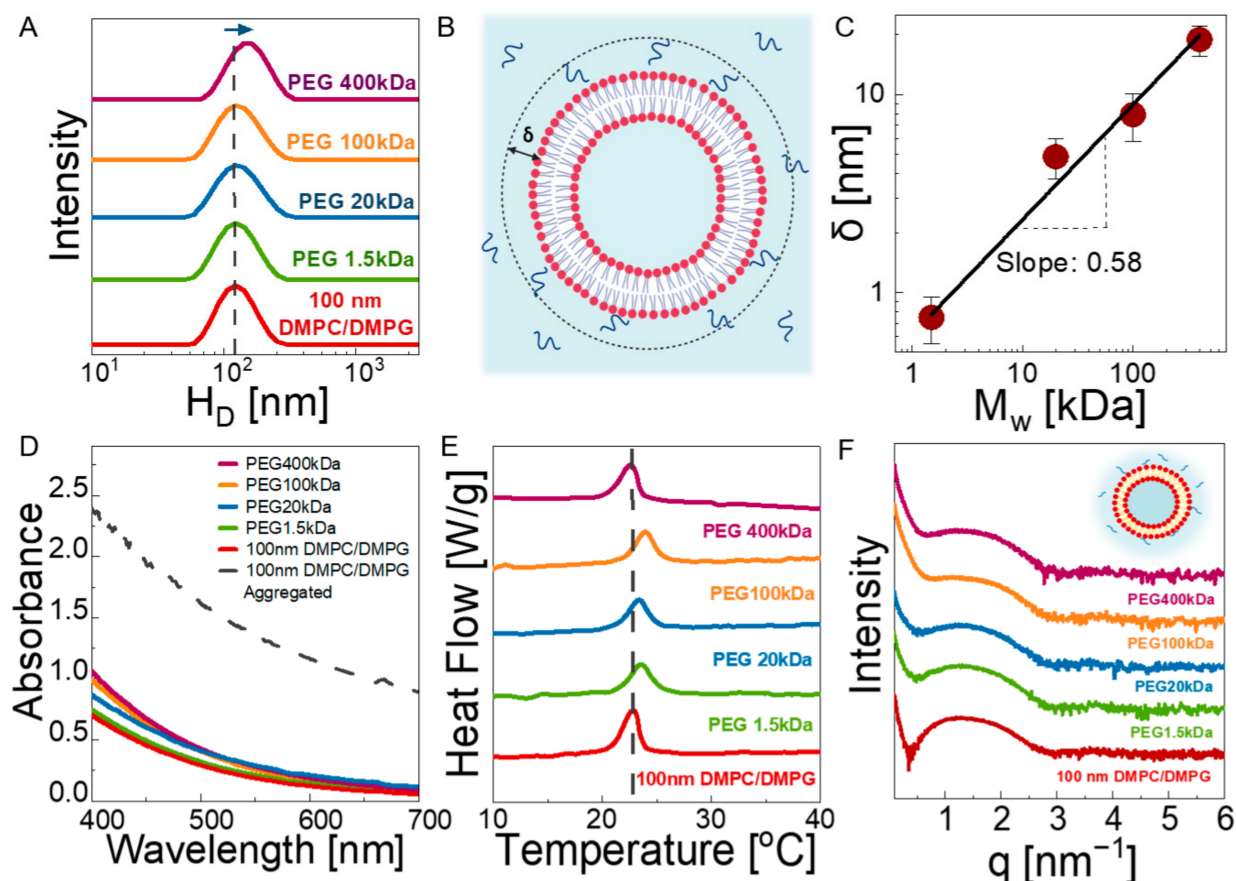 A
Intensity
PEG 400kDa
PEG 100kDa
PEG 20kDa
PEG 1.5kDa
100 nm
DMPC/DMPG
10¹ 10² 10³
H_D [nm]
B
δ
C
δ [nm]
10
1
Slope: 0.58
1 10 100
M_w [kDa]
D
Absorbance
2.5
2.0
1.5
1.0
0.5
0.0
PEG400kDa
PEG100kDa
PEG20kDa
PEG1.5kDa
100nm DMPC/DMPG
100nm DMPC/DMPG
Aggregated
400 500 600 700
Wavelength [nm]
E
Heat Flow [W/g]
PEG 400kDa
PEG100kDa
PEG 20kDa
PEG 1.5kDa
100nm DMPC/DMPG
10 20 30 40
Temperature [ºC]
F
Intensity
PEG400kDa
PEG100kDa
PEG20kDa
PEG1.5kDa
100 nm DMPC/DMPG
1 2 3 4 5 6
q [nm⁻¹]